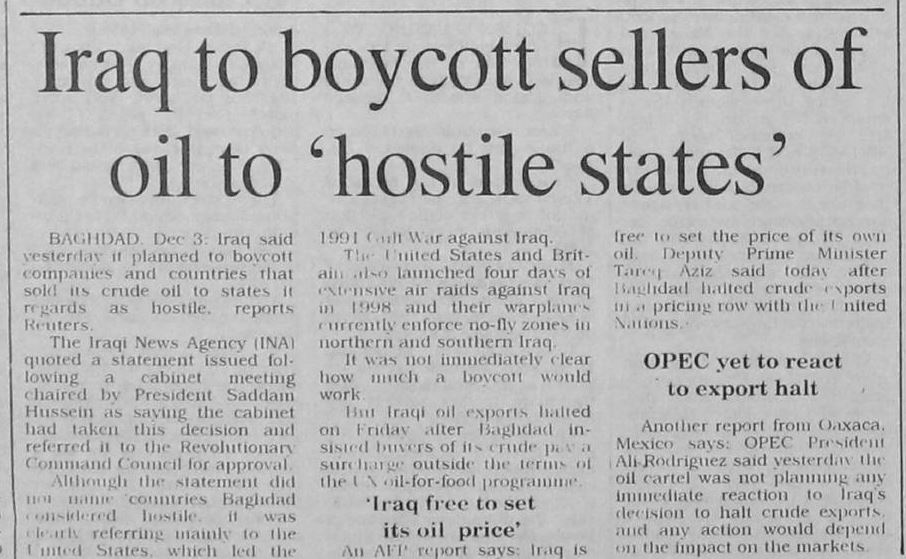 Iraq to boycott sellers of
oil to ‘hostile states’
BAGHDAD, Dec 3: Iraq said
yesterday it planned to boycott
companies and countries that
sold its crude oil to states it
regards as hostile, reports
Reuters.
The Iraqi News Agency (INA)
quoted a statement issued fol-
lowing a cabinet meeting
chaired by President Saddam
Hussein as saying the cabinet
had taken this decision and
referred it to the Revolutionary
Command Council for approval.
Although the statement did
not name countries Baghdad
considered hostile, it was
clearly referring mainly to the
United States, which led the
1991 Gulf War against Iraq.
The United States and Brit-
ain also launched four days of
extensive air raids against Iraq
in 1998 and their warplanes
currently enforce no-fly zones in
northern and southern Iraq.
It was not immediately clear
how much a boycott would
work.
But Iraqi oil exports halted
on Friday after Baghdad in-
sisted buyers of its crude pay a
surcharge outside the terms of
the UN oil-for-food programme.
‘Iraq free to set
its oil price’
An AFP report says: Iraq is
free to set the price of its own
oil, Deputy Prime Minister
Tareq Aziz said today after
Baghdad halted crude exports
in a pricing row with the United
Nations.
OPEC yet to react
to export halt
Another report from Oaxaca,
Mexico says: OPEC President
Ali Rodriguez said yesterday the
oil cartel was not planning any
immediate reaction to Iraq's
decision to halt crude exports,
and any action would depend
on the impact on the markets.